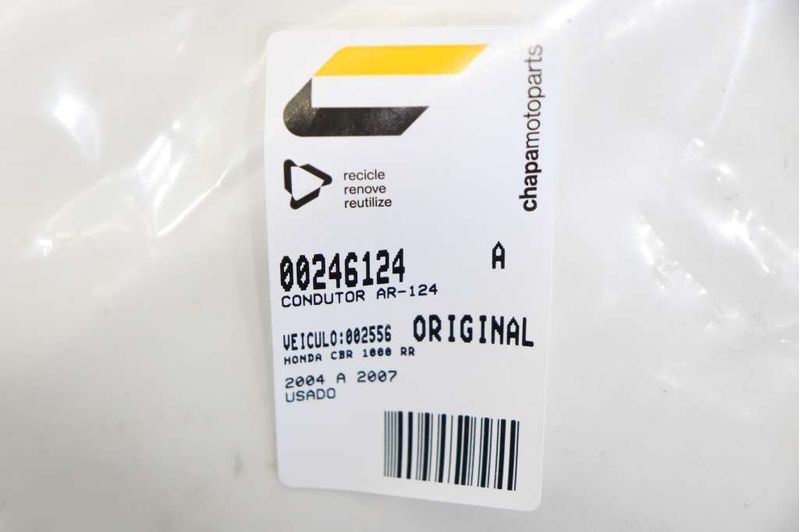 chapamotoparts
recicle
renove
reutilize
00246124 A
CONDUTOR AR-124
VEICULO:002556 ORIGINAL
HONDA CBR 1000 RR
2004 A 2007
USADO